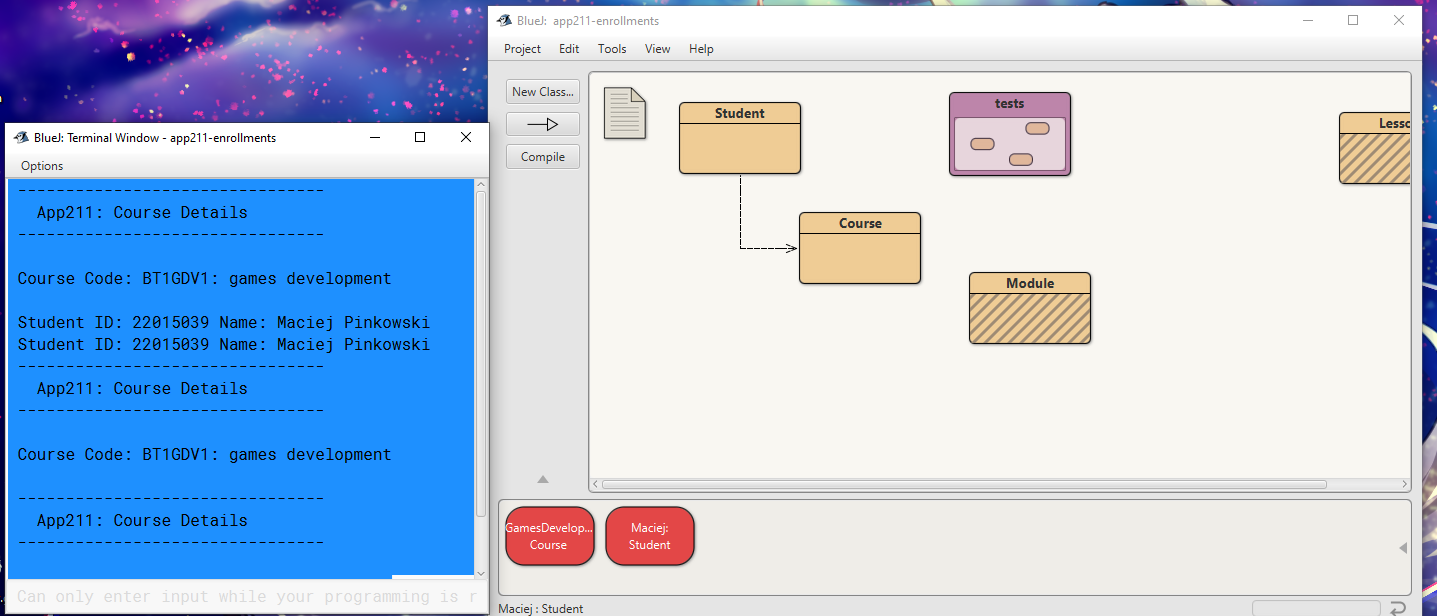 BlueJ: app211-enrollments
Project Edit Tools View Help
New Class...
Compile
Student
tests
Course
Module
BlueJ: Terminal Window - app211-enrollments
Options
--------------------------------
App211: Course Details
--------------------------------
Course Code: BT1GDV1: games development
Student ID: 22015039 Name: Maciej Pinkowski
Student ID: 22015039 Name: Maciej Pinkowski
--------------------------------
App211: Course Details
--------------------------------
Course Code: BT1GDV1: games development
--------------------------------
App211: Course Details
--------------------------------
Can only enter input while your programming is r
GamesDevelop...
Course
Maciej:
Student
Maciej : Student